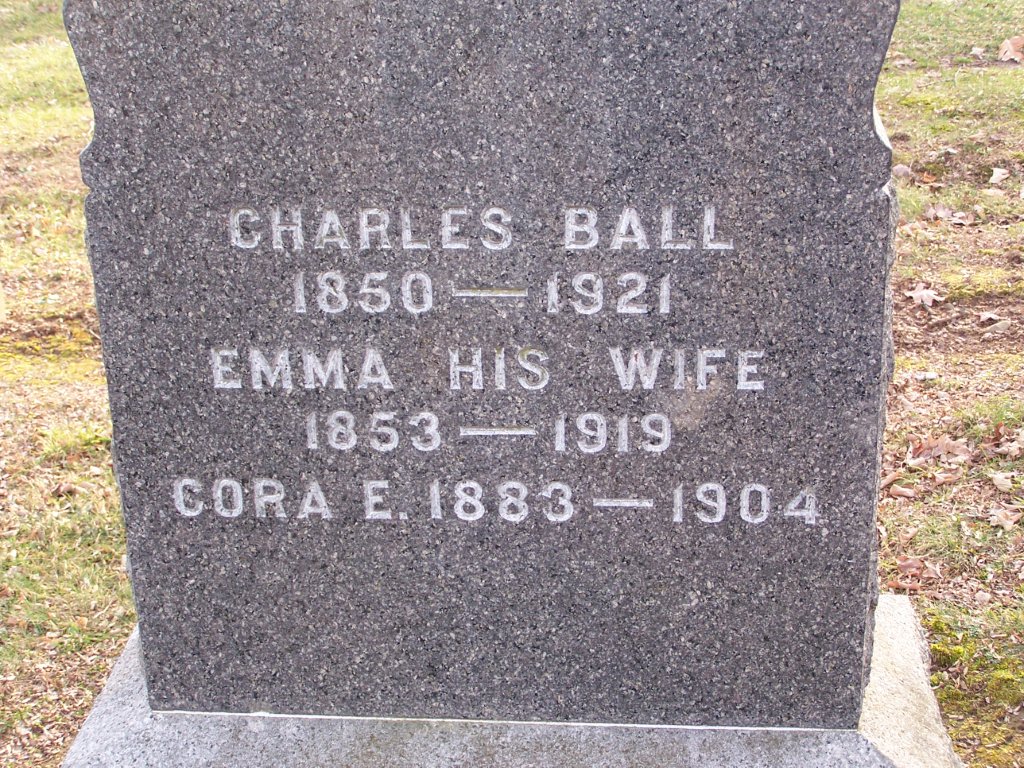 CHARLES BALL
1850 — 1921
EMMA HIS WIFE
1853 — 1919
CORA E. 1883 — 1904